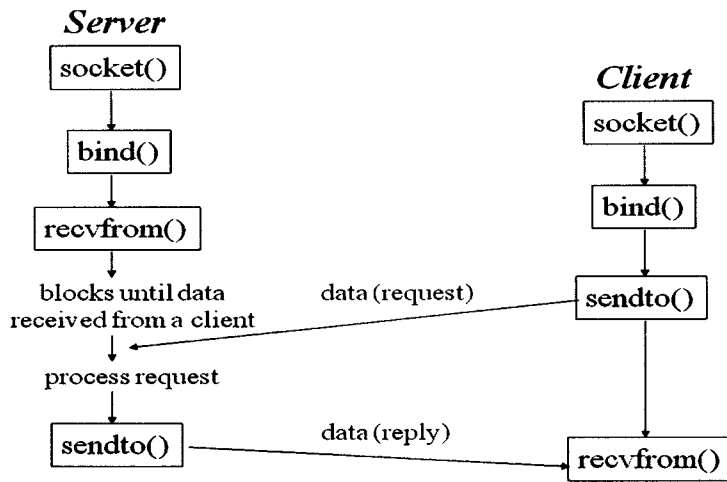 Server
socket()
bind()
recvfrom()
blocks until data
received from a client
process request
sendto()
Client
socket()
bind()
sendto()
recvfrom()
data (request)
data (reply)